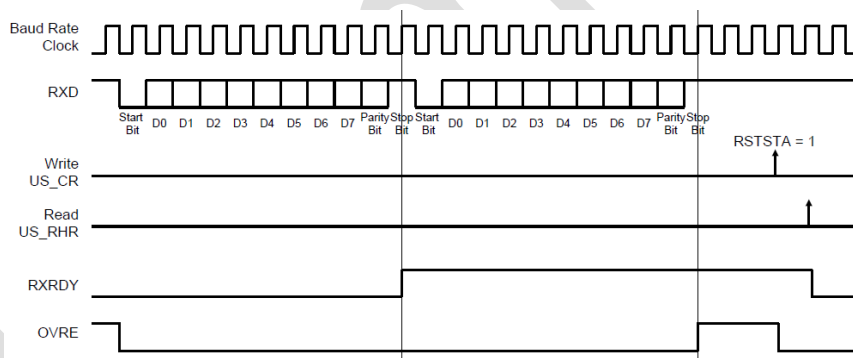 Baud Rate
Clock
RXD
Start
Bit
D0
D1
D2
D3
D4
D5
D6
D7
Parity
Bit
Stop
Bit
Start
Bit
D0
D1
D2
D3
D4
D5
D6
D7
Parity
Bit
Stop
Bit
RSTSTA = 1
Write
US_CR
Read
US_RHR
RXRDY
OVRE